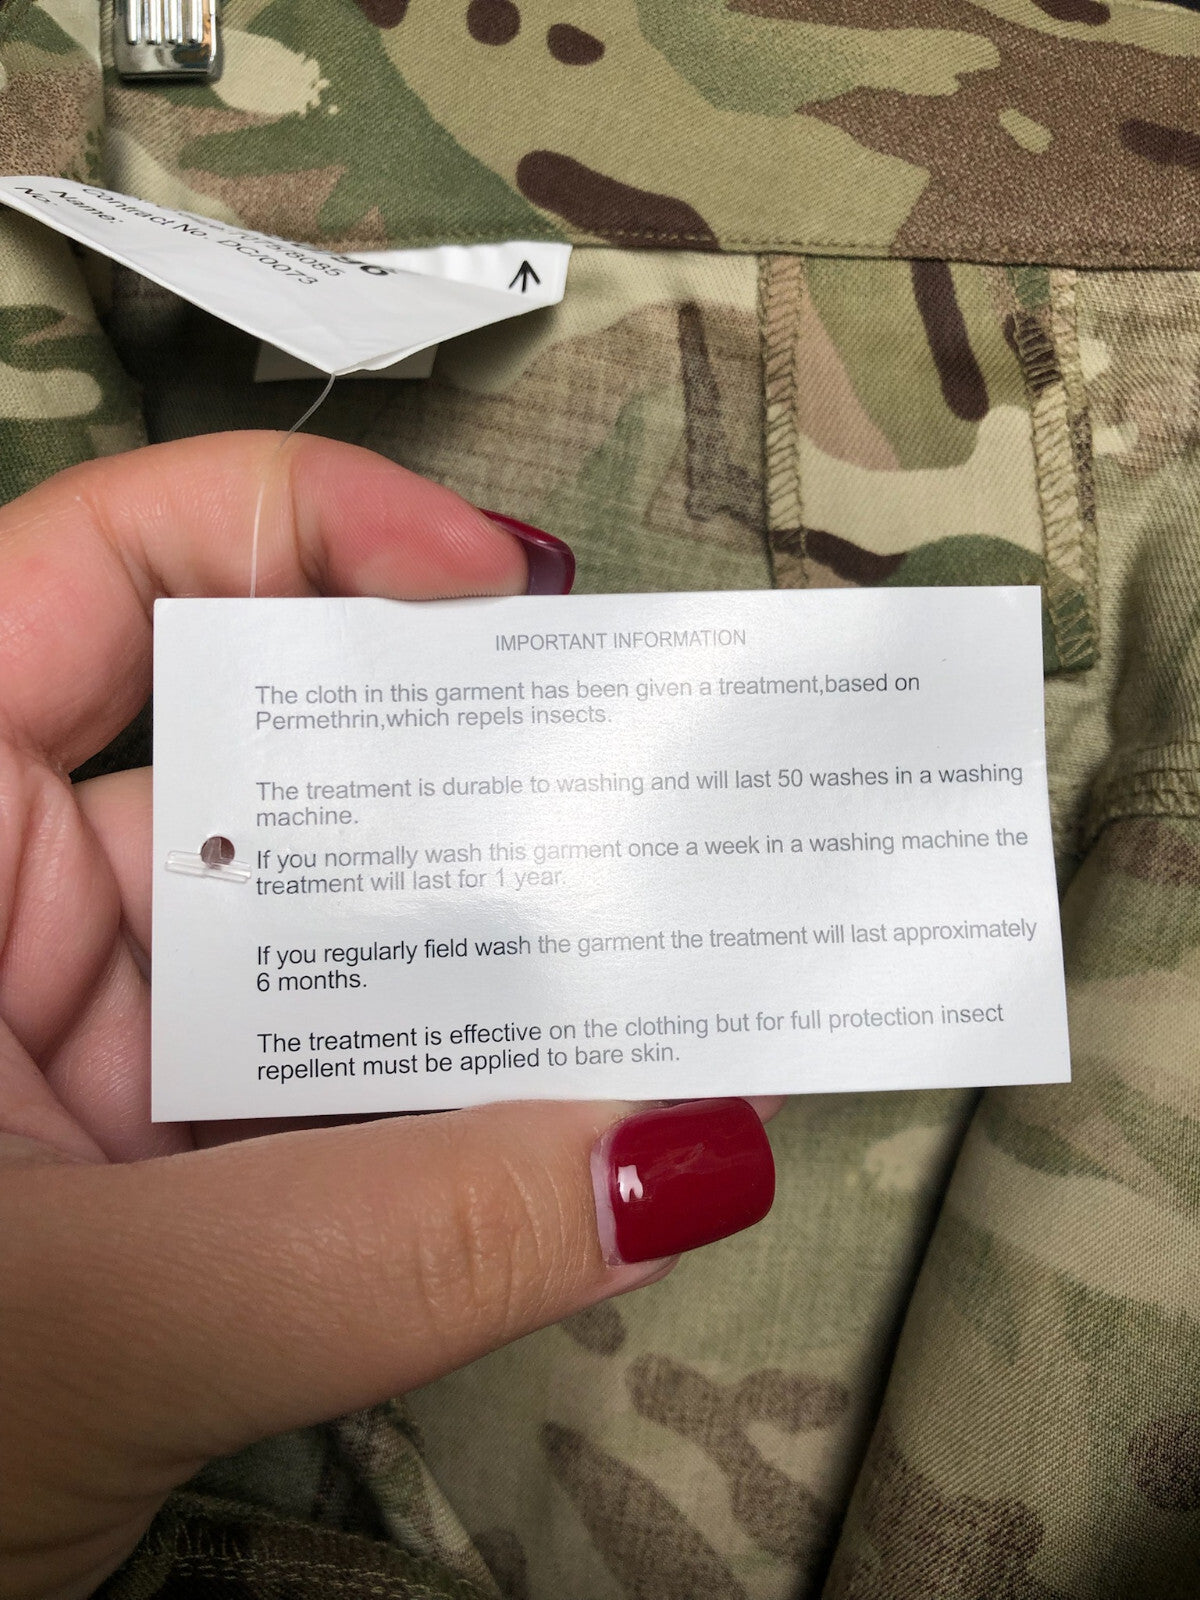 Contract No. DC/0073
Name:
No:
IMPORTANT INFORMATION
The cloth in this garment has been given a treatment,based on
Permethrin,which repels insects.
The treatment is durable to washing and will last 50 washes in a washing
machine.
If you normally wash this garment once a week in a washing machine the
treatment will last for 1 year.
If you regularly field wash the garment the treatment will last approximately
6 months.
The treatment is effective on the clothing but for full protection insect
repellent must be applied to bare skin.